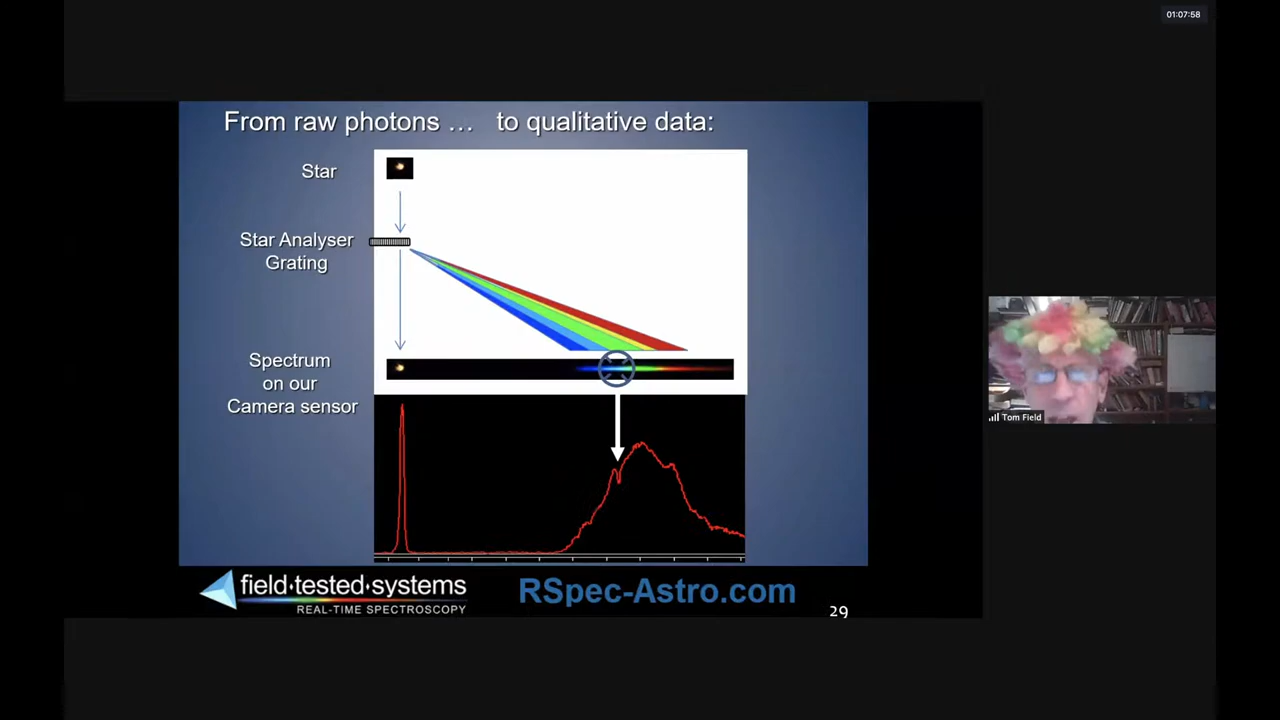 01:07:58
From raw photons … to qualitative data:
Star
Star Analyser
Grating
Spectrum
on our
Camera sensor
Tom Field
field·tested·systems
REAL-TIME SPECTROSCOPY
RSpec-Astro.com
29